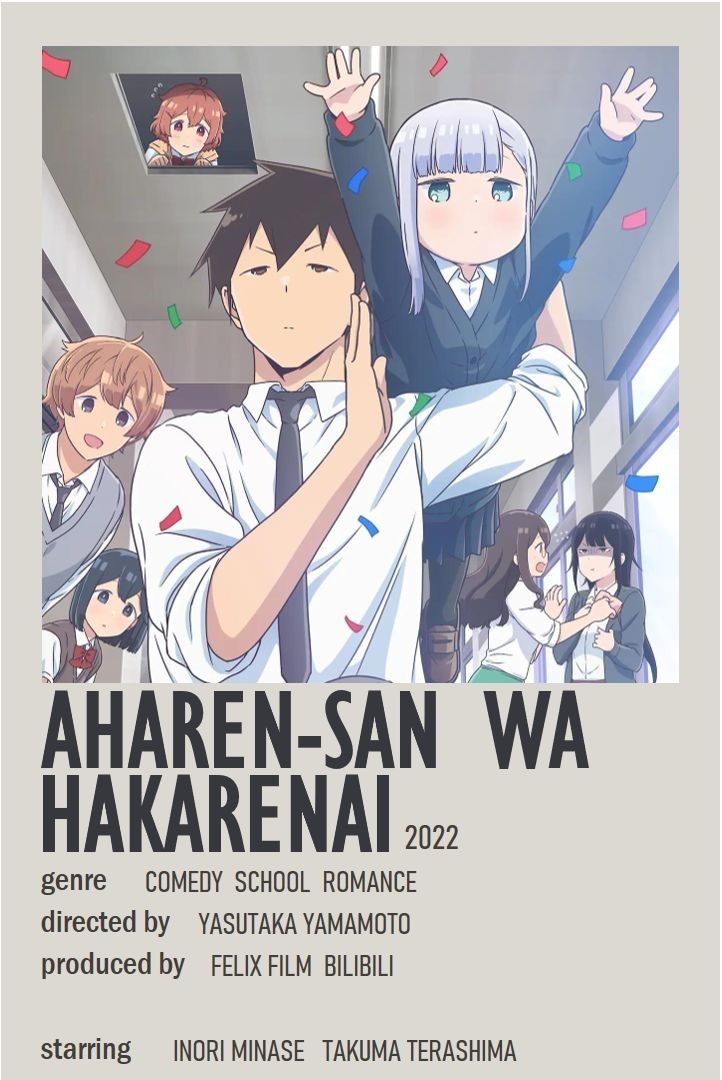 AHAREN-SAN WA
HAKARENAI 2022
genre COMEDY SCHOOL ROMANCE
directed by YASUTAKA YAMAMOTO
produced by FELIX FILM BILIBILI
starring INORI MINASE TAKUMA TERASHIMA